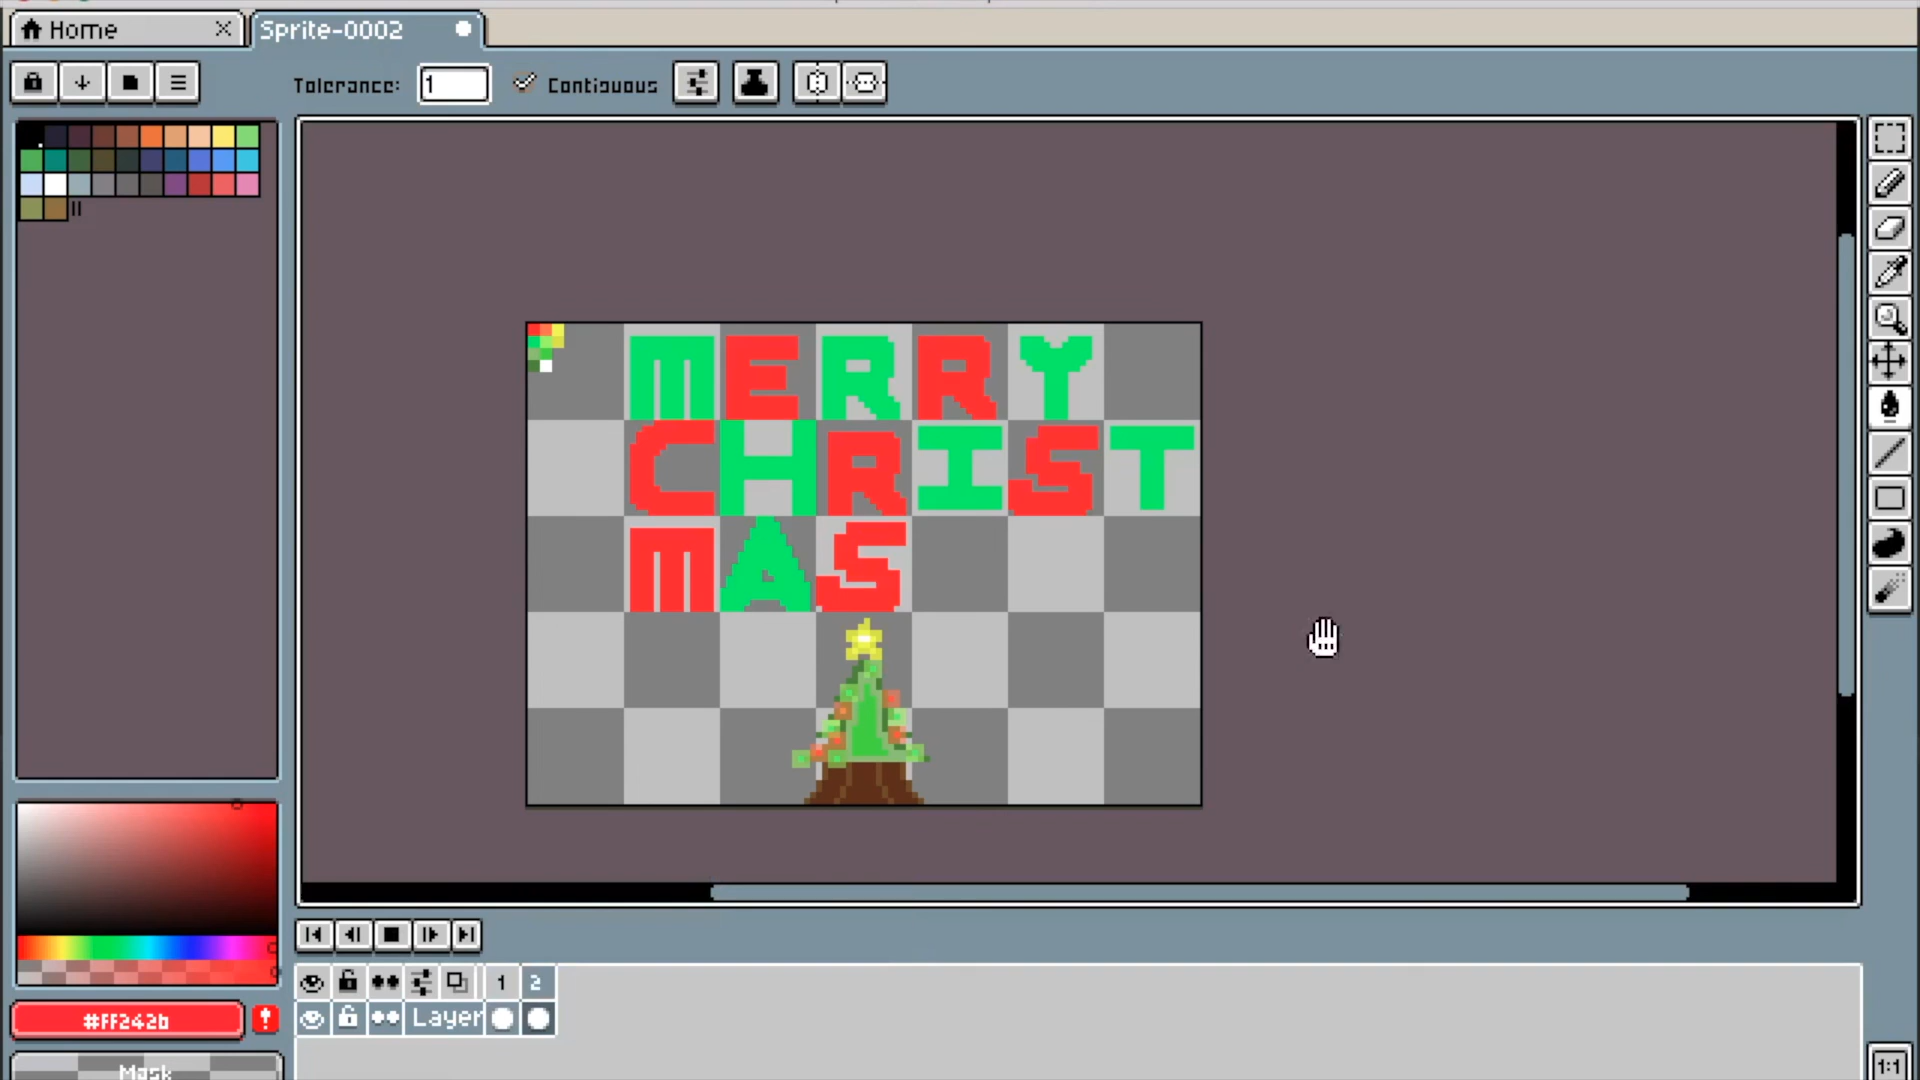 Home
Sprite-0002
Tolerance: 1 Contiguous
MERRY
CHRIST
MAS
1 2
Layer
#FF242b
Mask
1:1